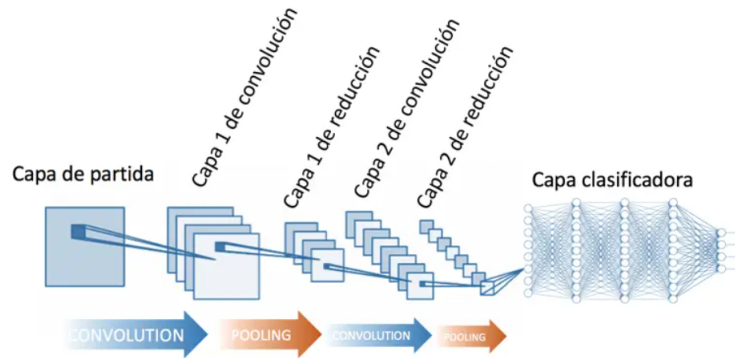 Capa de partida
Capa 1 de convolución
Capa 1 de reducción
Capa 2 de convolución
Capa 2 de reducción
Capa clasificadora
CONVOLUTION
POOLING
CONVOLUTION
POOLING